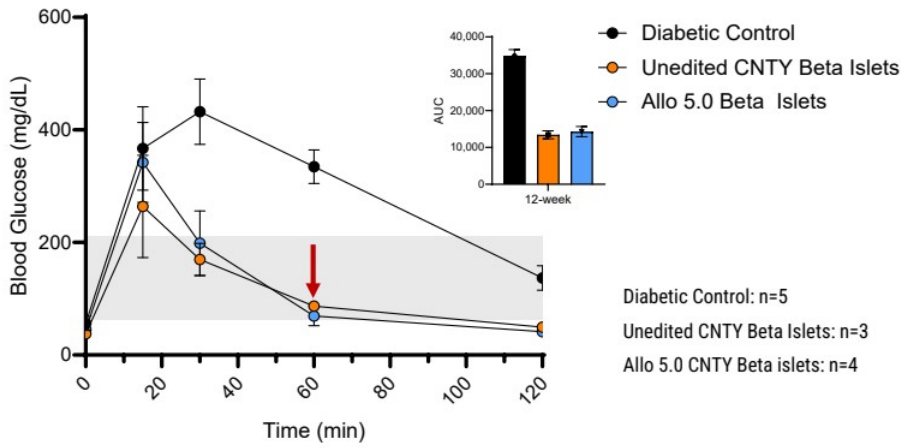 600
400
200
0
Blood Glucose (mg/dL)
0
20
40
60
80
100
120
Time (min)
40,000
30,000
20,000
10,000
0
AUC
12-week
Diabetic Control
Unedited CNTY Beta Islets
Allo 5.0 Beta Islets
Diabetic Control: n=5
Unedited CNTY Beta Islets: n=3
Allo 5.0 CNTY Beta islets: n=4